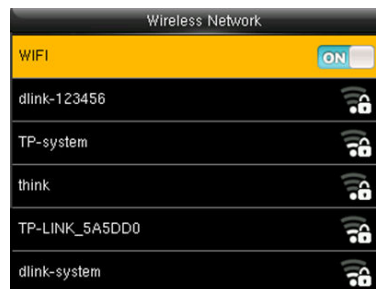 Wireless Network
WIFI ON
dlink-123456
TP-system
think
TP-LINK_5A5DD0
dlink-system